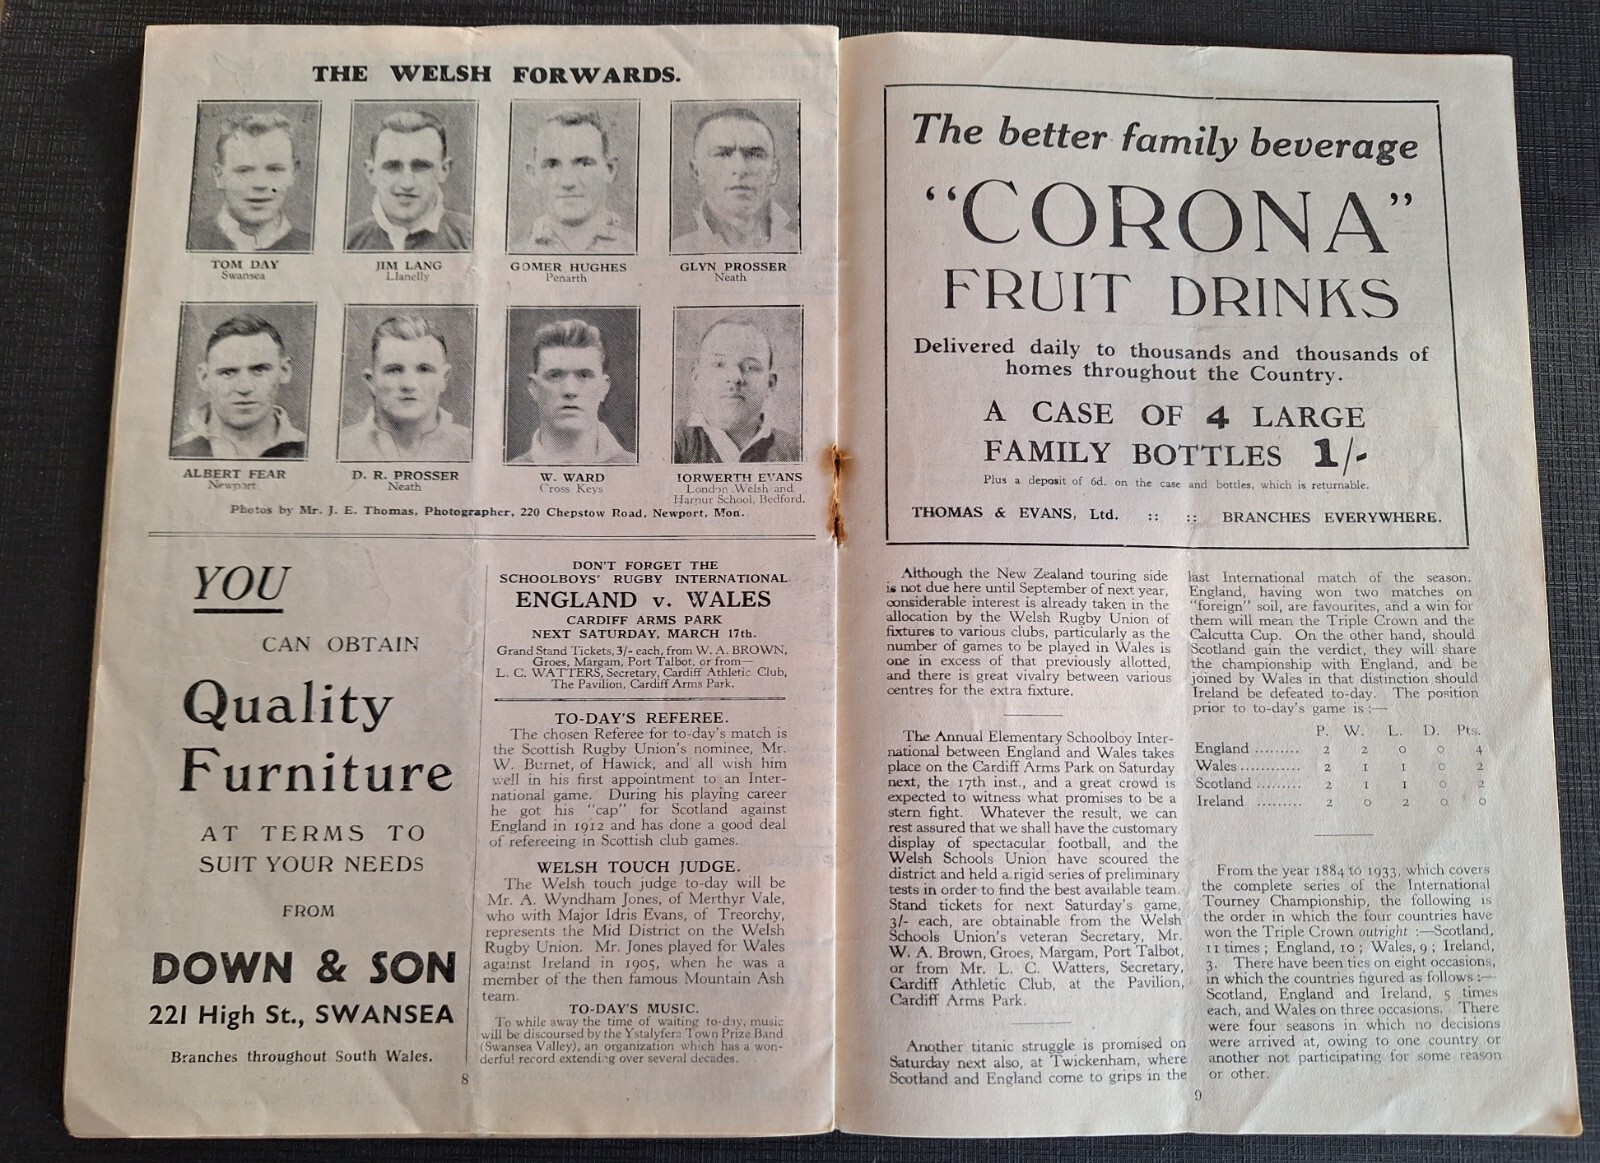 THE WELSH FORWARDS.
TOM DAY
Swansea
JIM LANG
Llanelly
GOMER HUGHES
Penarth
GLYN PROSSER
Neath
ALBERT FEAR
Newport
D. R. PROSSER
Neath
W. WARD
Cross Keys
IORWERTH EVANS
London Welsh and
Harpur School, Bedford.
Photos by Mr. J. E. Thomas, Photographer, 220 Chepstow Road, Newport, Mon.
YOU
CAN OBTAIN
Quality
Furniture
AT TERMS TO
SUIT YOUR NEEDS
FROM
DOWN & SON
221 High St., SWANSEA
Branches throughout South Wales.
DON'T FORGET THE
SCHOOLBOYS' RUGBY INTERNATIONAL
ENGLAND v. WALES
CARDIFF ARMS PARK
NEXT SATURDAY, MARCH 17th.
Grand Stand Tickets, 3/- each, from W. A. BROWN,
Groes, Margam, Port Talbot, or from—
L. C. WATTERS, Secretary, Cardiff Athletic Club,
The Pavilion, Cardiff Arms Park.
TO-DAY'S REFEREE.
The chosen Referee for to-day's match is
the Scottish Rugby Union's nominee, Mr.
W. Burnet, of Hawick, and all wish him
well in his first appointment to an Inter-
national game. During his playing career
he got his "cap" for Scotland against
England in 1912 and has done a good deal
of refereeing in Scottish club games.
WELSH TOUCH JUDGE.
The Welsh touch judge to-day will be
Mr. A. Wyndham Jones, of Merthyr Vale,
who with Major Idris Evans, of Treorchy,
represents the Mid District on the Welsh
Rugby Union. Mr. Jones played for Wales
against Ireland in 1905, when he was a
member of the then famous Mountain Ash
team.
TO-DAY'S MUSIC.
To while away the time of waiting to-day, music
will be discoursed by the Ystalyfera Town Prize Band
(Swansea Valley), an organization which has a won-
derful record extending over several decades.
8
The better family beverage
"CORONA"
FRUIT DRINKS
Delivered daily to thousands and thousands of
homes throughout the Country.
A CASE OF 4 LARGE
FAMILY BOTTLES 1/-
Plus a deposit of 6d. on the case and bottles, which is returnable.
THOMAS & EVANS, Ltd. :: :: BRANCHES EVERYWHERE.
Although the New Zealand touring side
is not due here until September of next year,
considerable interest is already taken in the
allocation by the Welsh Rugby Union of
fixtures to various clubs, particularly as the
number of games to be played in Wales is
one in excess of that previously allotted,
and there is great vivalry between various
centres for the extra fixture.
The Annual Elementary Schoolboy Inter-
national between England and Wales takes
place on the Cardiff Arms Park on Saturday
next, the 17th inst., and a great crowd is
expected to witness what promises to be a
stern fight. Whatever the result, we can
rest assured that we shall have the customary
display of spectacular football, and the
Welsh Schools Union have scoured the
district and held a rigid series of preliminary
tests in order to find the best available team.
Stand tickets for next Saturday's game,
3/- each, are obtainable from the Welsh
Schools Union's veteran Secretary, Mr.
W. A. Brown, Groes, Margam, Port Talbot,
or from Mr. L. C. Watters, Secretary,
Cardiff Athletic Club, at the Pavilion,
Cardiff Arms Park.
Another titanic struggle is promised on
Saturday next also, at Twickenham, where
Scotland and England come to grips in the
last International match of the season.
England, having won two matches on
"foreign" soil, are favourites, and a win for
them will mean the Triple Crown and the
Calcutta Cup. On the other hand, should
Scotland gain the verdict, they will share
the championship with England, and be
joined by Wales in that distinction should
Ireland be defeated to-day. The position
prior to to-day's game is :—
P. W. L. D. Pts.
England ......... 2 2 0 0 4
Wales ............ 2 1 1 0 2
Scotland ......... 2 1 1 0 2
Ireland ......... 2 0 2 0 0
From the year 1884 to 1933, which covers
the complete series of the International
Tourney Championship, the following is
the order in which the four countries have
won the Triple Crown outright :—Scotland,
11 times ; England, 10 ; Wales, 9 ; Ireland,
3. There have been ties on eight occasions,
in which the countries figured as follows :—
Scotland, England and Ireland, 5 times
each, and Wales on three occasions. There
were four seasons in which no decisions
were arrived at, owing to one country or
another not participating for some reason
or other.
9